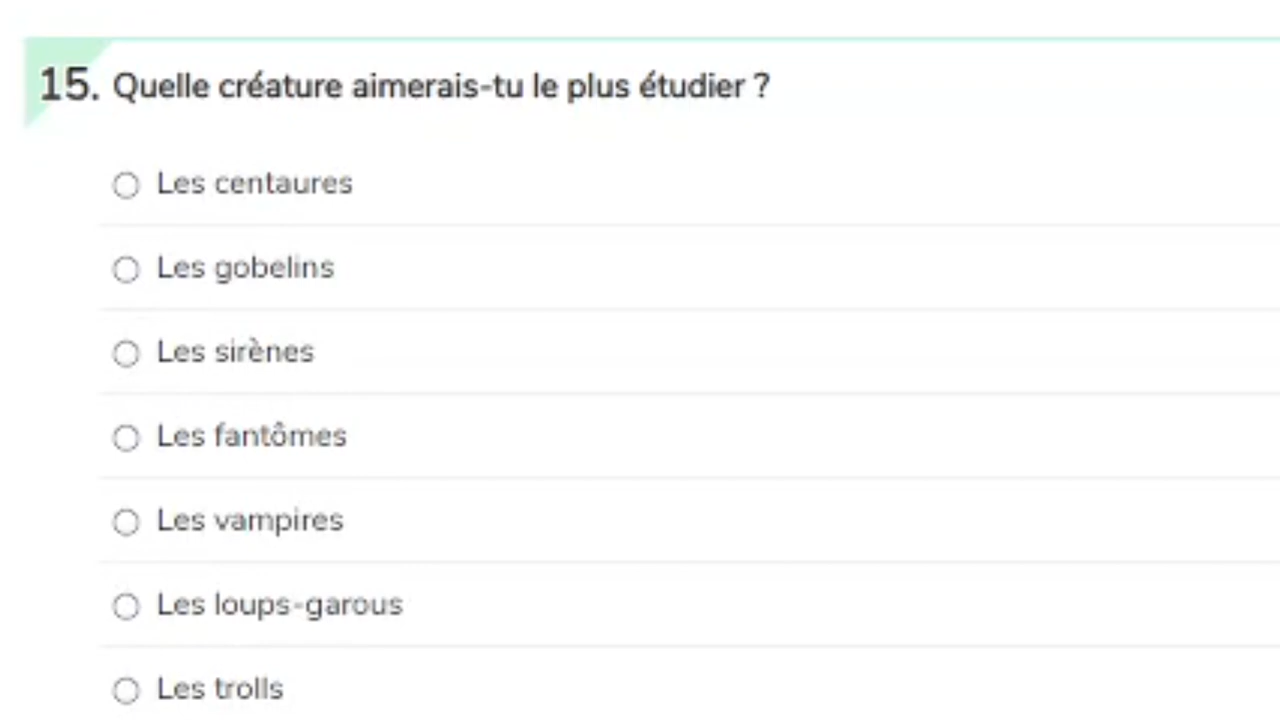 15. Quelle créature aimerais-tu le plus étudier ?
Les centaures
Les gobelins
Les sirènes
Les fantômes
Les vampires
Les loups-garous
Les trolls